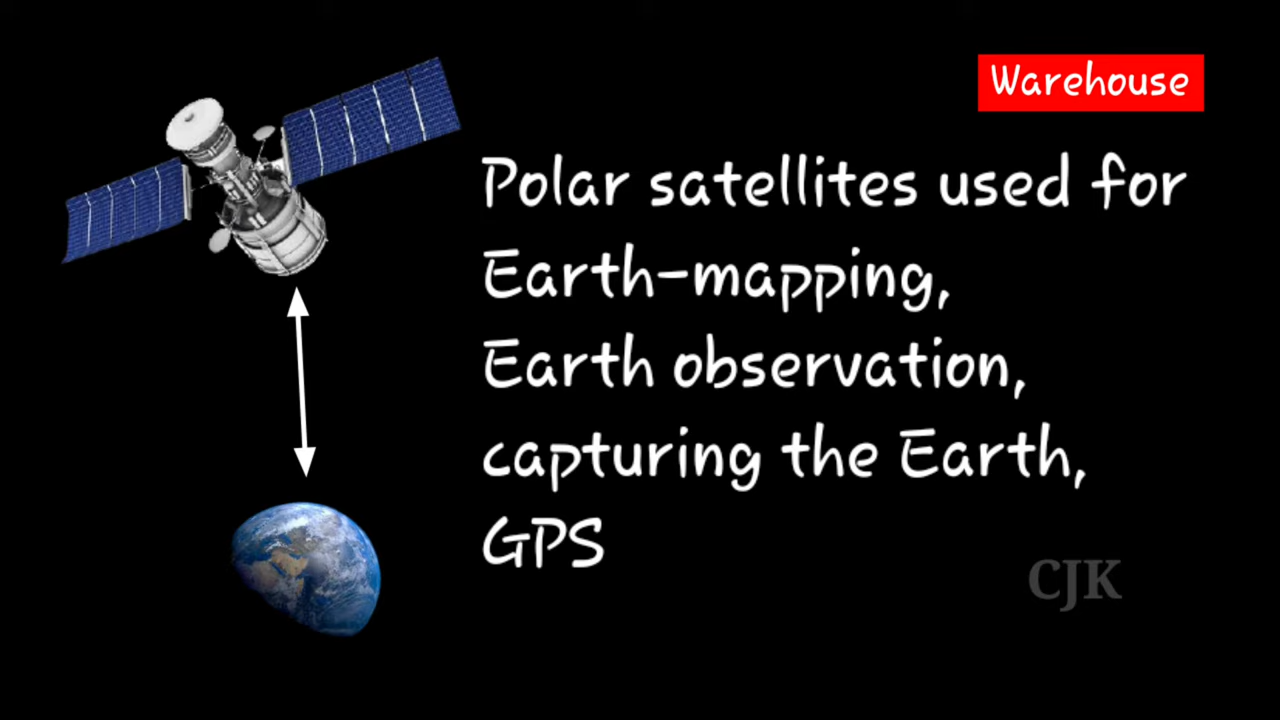 Warehouse
Polar satellites used for
Earth-mapping,
Earth observation,
capturing the Earth,
GPS
CJK